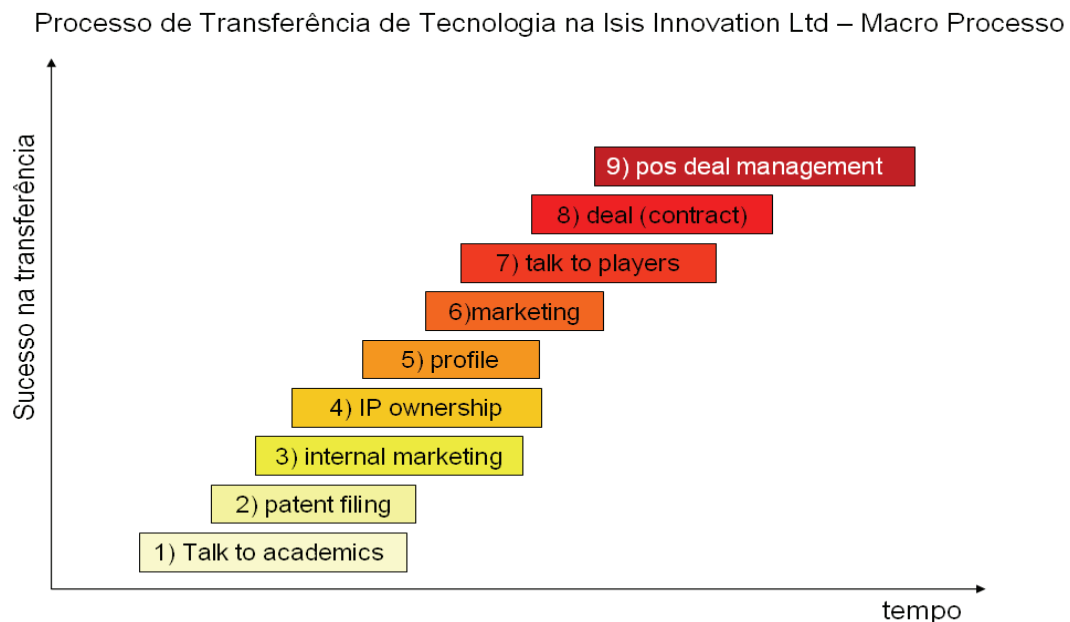 Processo de Transferência de Tecnologia na Isis Innovation Ltd – Macro Processo
Sucesso na transferência
9) pos deal management
8) deal (contract)
7) talk to players
6)marketing
5) profile
4) IP ownership
3) internal marketing
2) patent filing
1) Talk to academics
tempo